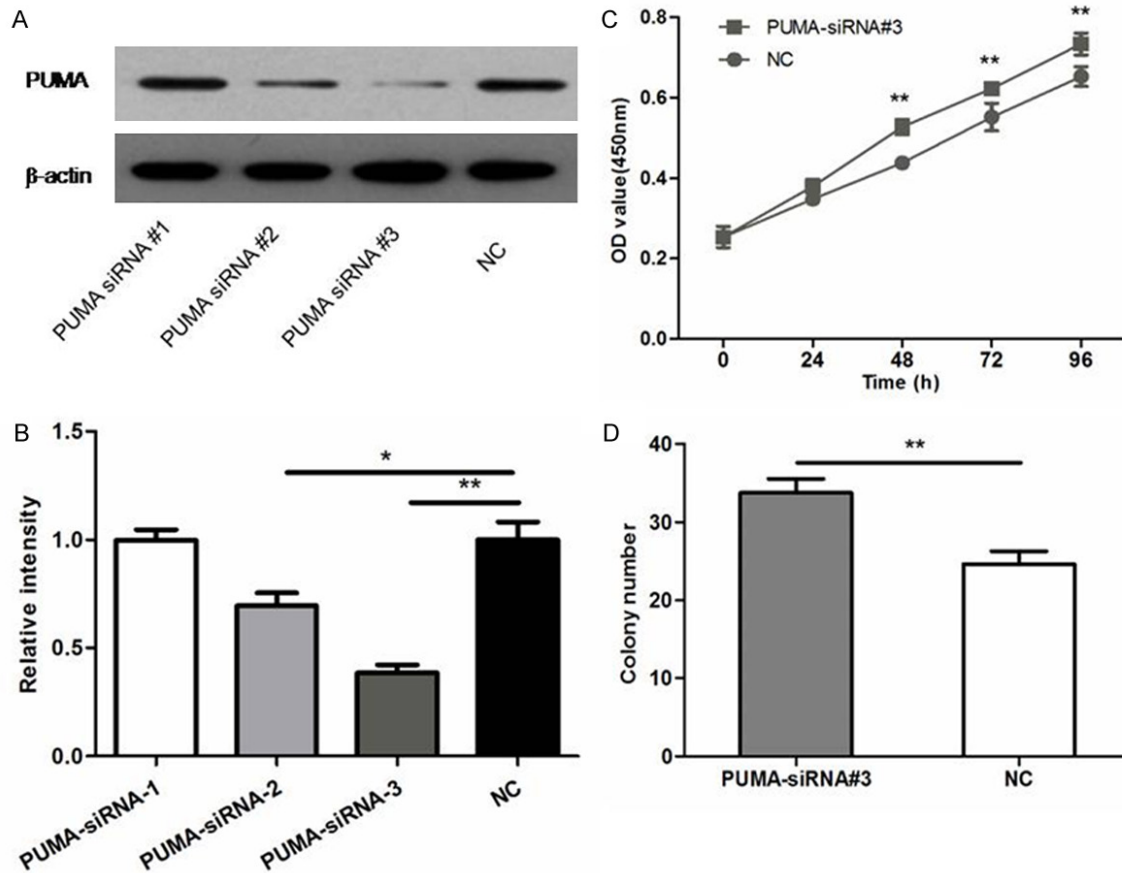 A
PUMA
β-actin
PUMA siRNA #1
PUMA siRNA #2
PUMA siRNA #3
NC
B
Relative intensity
1.5
1.0
0.5
0.0
*
**
PUMA-siRNA-1
PUMA-siRNA-2
PUMA-siRNA-3
NC
C
OD value(450nm)
0.8
0.6
0.4
0.2
0.0
PUMA-siRNA#3
NC
**
**
**
0
24
48
72
96
Time (h)
D
Colony number
40
30
20
10
0
**
PUMA-siRNA#3
NC